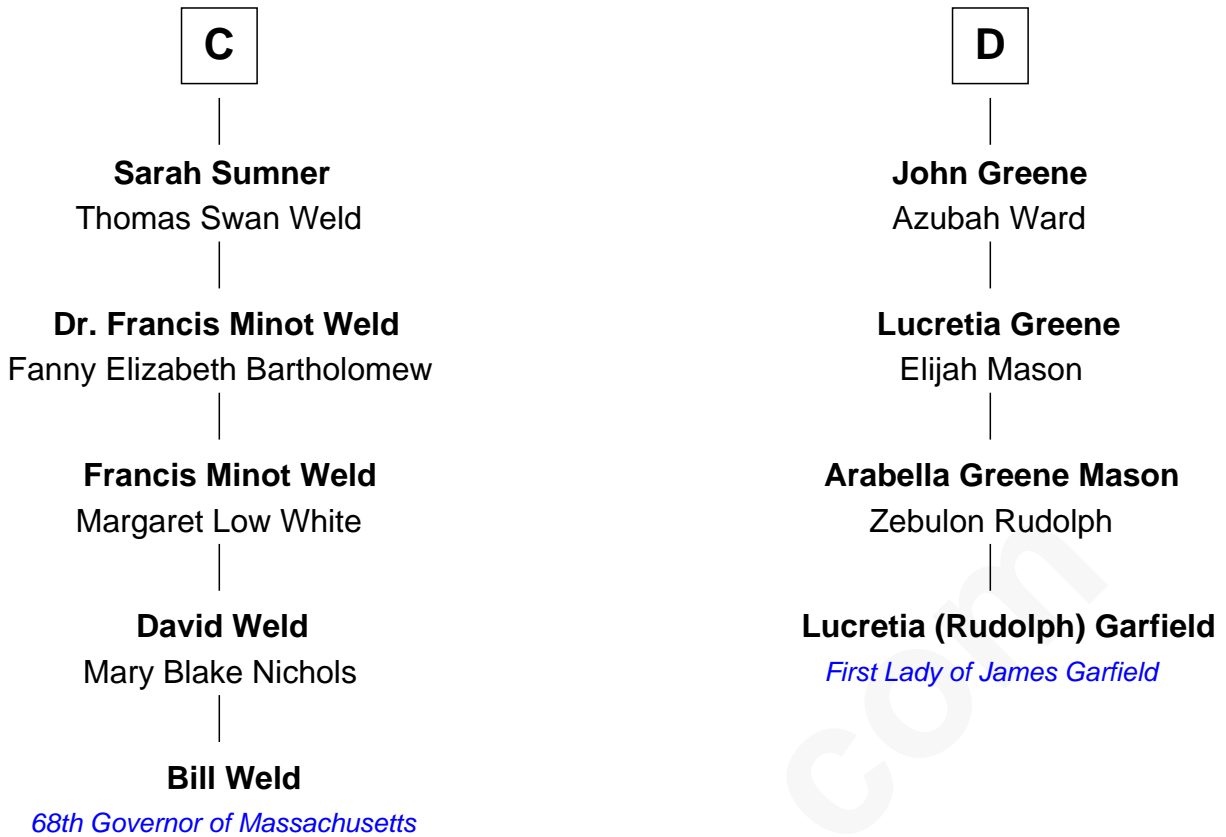 C
Sarah Sumner
Thomas Swan Weld
Dr. Francis Minot Weld
Fanny Elizabeth Bartholomew
Francis Minot Weld
Margaret Low White
David Weld
Mary Blake Nichols
Bill Weld
68th Governor of Massachusetts
D
John Greene
Azubah Ward
Lucretia Greene
Elijah Mason
Arabella Greene Mason
Zebulon Rudolph
Lucretia (Rudolph) Garfield
First Lady of James Garfield
com